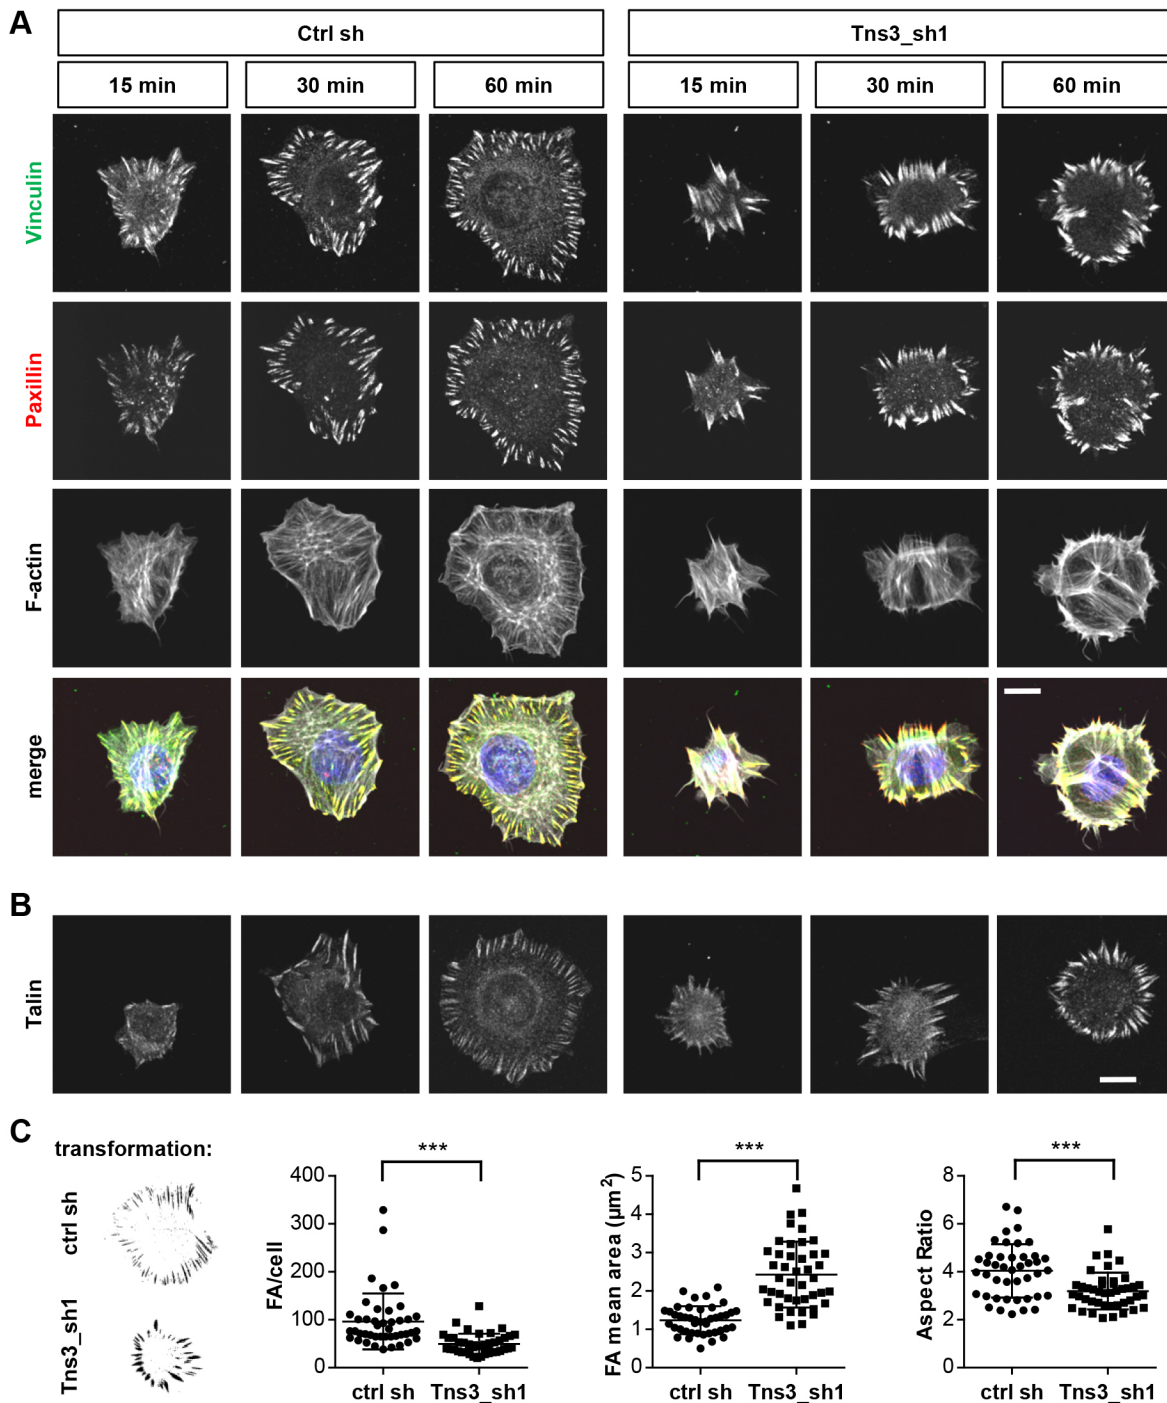 A
Ctrl sh
Tns3_sh1
15 min
30 min
60 min
15 min
30 min
60 min
Vinculin
Paxillin
F-actin
merge
B
Talin
C
transformation:
ctrl sh
Tns3_sh1
***
400
300
200
100
0
FA/cell
ctrl sh
Tns3_sh1
***
5
4
3
2
1
0
FA mean area (µm²)
ctrl sh
Tns3_sh1
***
8
6
4
2
0
Aspect Ratio
ctrl sh
Tns3_sh1